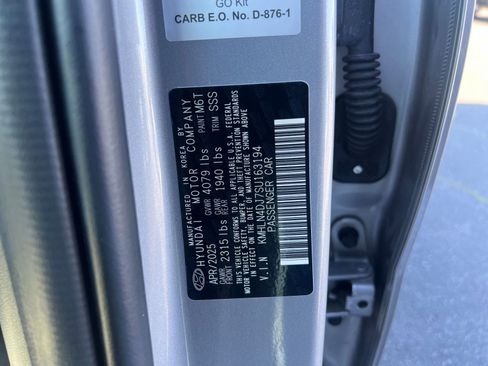 GO Kit
CARB E.O. No. D-876-1
MANUFACTURED IN KOREA BY
HYUNDAI MOTOR COMPANY
APR/2025 GVWR 4079 lbs PAINT M6T
GAWR FRONT 2315 lbs GAWR REAR 1940 lbs TRIM SSS
THIS VEHICLE CONFORMS TO ALL APPLICABLE U.S.A. FEDERAL
MOTOR VEHICLE SAFETY, BUMPER, AND THEFT PREVENTION STANDARDS
IN EFFECT ON THE DATE OF MANUFACTURE SHOWN ABOVE
V.I.N KMHLN4DJ7SU163194
PASSENGER CAR